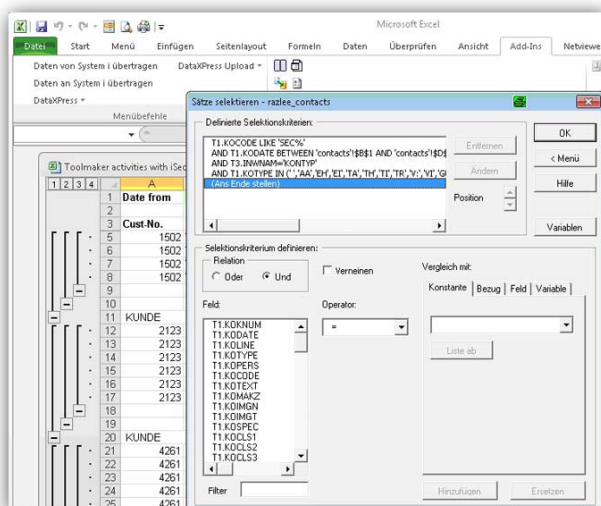 Microsoft Excel
Datei Start Menü Einfügen Seitenlayout Formeln Daten Überprüfen Ansicht Add-Ins Netviewe
Daten von System i übertragen DataXPress Upload
Daten an System i übertragen
DataXPress
Menübefehle
Sätze selektieren - razlee_contacts
Definierte Selektionskriterien:
T1.KOCODE LIKE 'SEC%'
AND T1.KODATE BETWEEN 'contacts'!$B$1 AND 'contacts'!$D$
AND T3.INWNAM='KONTYP'
AND T1.KOTYPE IN (' ','AA','EH','EI','TA','TH','TI','TR','V:','VI','GI
(Ans Ende stellen)
Entfernen
Ändern
Position
OK
< Menü
Hilfe
Variablen
Toolmaker activities with iSec
1 2 3 4 A
1 Date from
2
3 Cust-No.
5 1502
6 1502
7 1502
8 1502
9
10
11 KUNDE
12 2123
13 2123
14 2123
15 2123
16 2123
17 2123
18
19
20 KUNDE
21 4261
22 4261
23 4261
24 4261
25 4261
Selektionskriterium definieren:
Relation
Oder Und
Verneinen
Vergleich mit:
Konstante Bezug Feld Variable
Feld:
Operator:
=
T1.KOKNUM
T1.KODATE
T1.KOLINE
T1.KOTYPE
T1.KOPERS
T1.KOCODE
T1.KOTEXT
T1.KOMAKZ
T1.KOIMGN
T1.KOIMGT
T1.KOSPEC
T1.KOCLS1
T1.KOCLS2
T1.KOCLS3
Liste ab
Filter
Hinzufügen
Ersetzen